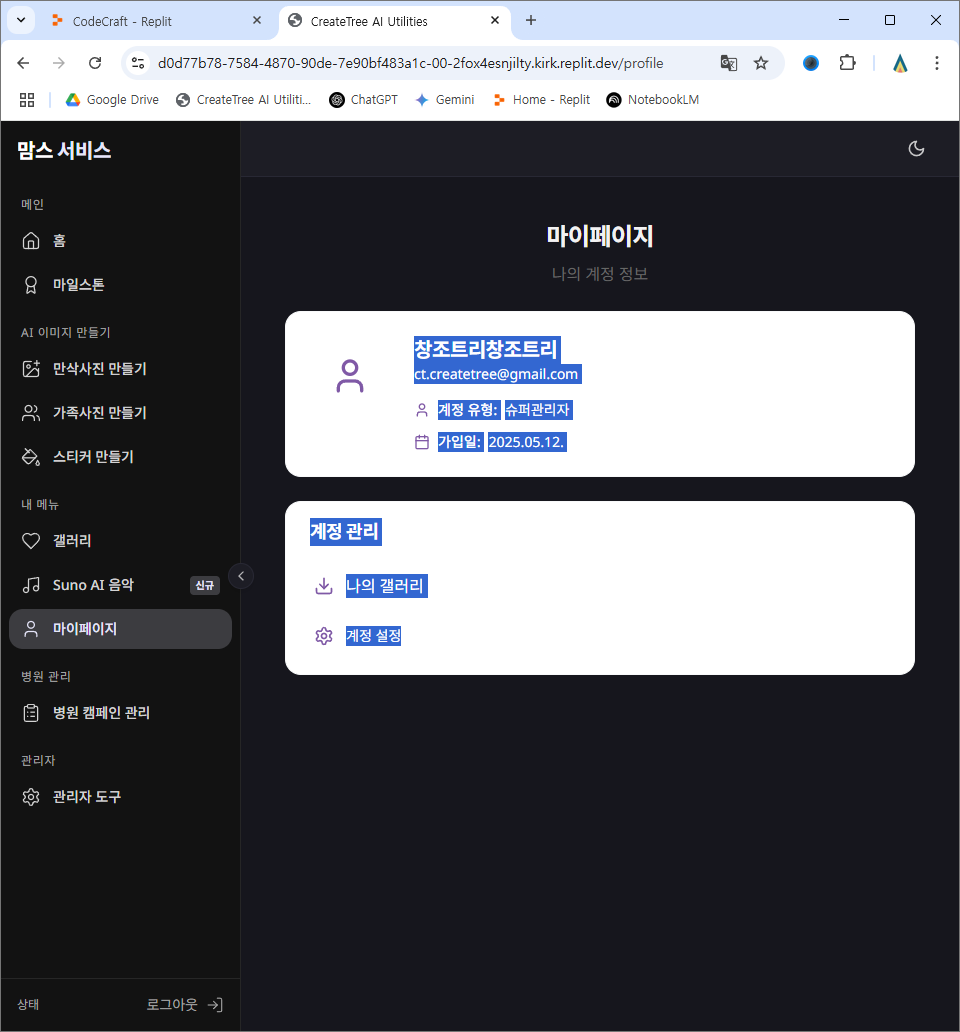 CodeCraft - Replit
CreateTree AI Utilities
d0d77b78-7584-4870-90de-7e90bf483a1c-00-2fox4esnjilty.kirk.replit.dev/profile
Google Drive
CreateTree AI Utiliti...
ChatGPT
Gemini
Home - Replit
NotebookLM
맘스 서비스
메인
홈
마일스톤
AI 이미지 만들기
만삭사진 만들기
가족사진 만들기
스티커 만들기
내 메뉴
갤러리
Suno AI 음악 신규
마이페이지
병원 관리
병원 캠페인 관리
관리자
관리자 도구
상태 로그아웃
마이페이지
나의 계정 정보
창조트리창조트리
ct.createtree@gmail.com
계정 유형: 슈퍼관리자
가입일: 2025.05.12.
계정 관리
나의 갤러리
계정 설정